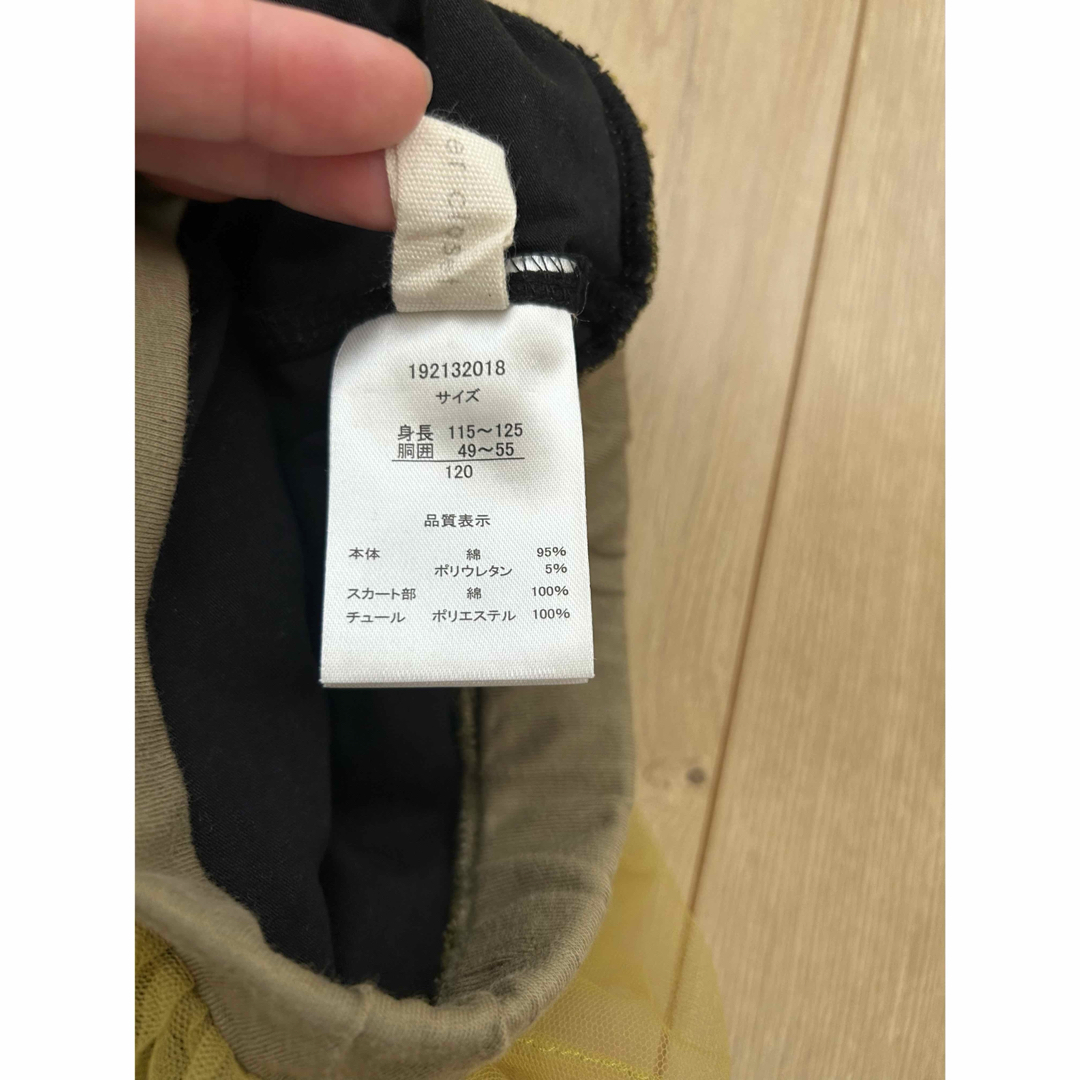 er closet
192132018
サイズ
身長 115～125
胴囲 49～55
120
品質表示
本体 綿 95%
ポリウレタン 5%
スカート部 綿 100%
チュール ポリエステル 100%